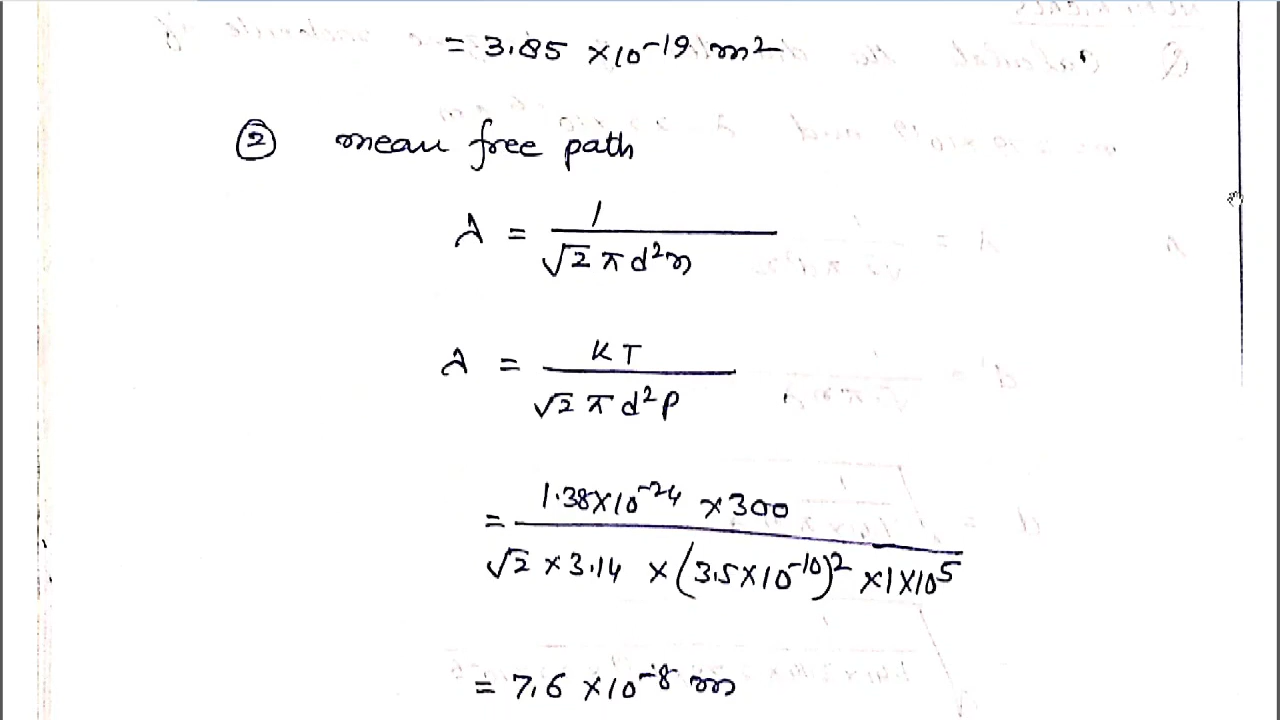 = 3.85 ×10⁻¹⁹ m²
② mean free path
λ = 1 / √2 π d² n
λ = KT / √2 π d² P
= 1.38×10⁻²⁴ ×300 / √2 ×3.14 ×(3.5×10⁻¹⁰)² ×1×10⁵
= 7.6 ×10⁻⁸ m